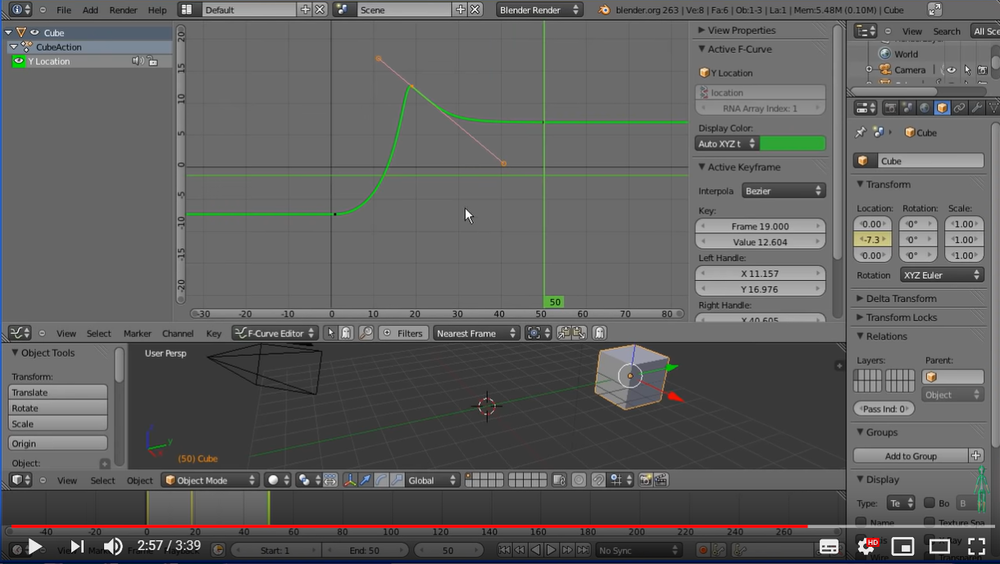 File Add Render Help Default Scene Blender Render blender.org 263 | Ve:8 | Fa:6 | Ob:1-3 | La:1 | Mem:5.48M (0.10M) | Cube
Cube
CubeAction
Y Location
20
15
10
5
0
-5
-10
-15
-20
-30 -20 -10 0 10 20 30 40 50 60 70 80
50
View Select Marker Channel Key F-Curve Editor Filters Nearest Frame
View Properties
Active F-Curve
Y Location
location
RNA Array Index: 1
Display Color:
Auto XYZ t
Active Keyframe
Interpola Bezier
Key:
Frame 19.000
Value 12.604
Left Handle:
X 11.157
Y 16.976
Right Handle:
X 40.605
View Search All Sce
World
Camera
Cube
Cube
Transform
Location: Rotation: Scale:
0.00 0° 1.00
-7.3 0° 1.00
0.00 0° 1.00
Rotation XYZ Euler
Delta Transform
Transform Locks
Relations
Layers: Parent:
Object
Pass Ind: 0
Groups
Add to Group
Display
Type: Te Bo B
Name Texture Spa
Object Tools
Transform:
Translate
Rotate
Scale
Origin
Object:
User Persp
y
(50) Cube
View Select Object Object Mode Global
-40 -20 0 20 40 60 80 100 120 140 160 180 200 220 240 260
2:57 / 3:39
Frame Playback Start: 1 End: 50 50 No Sync
HD